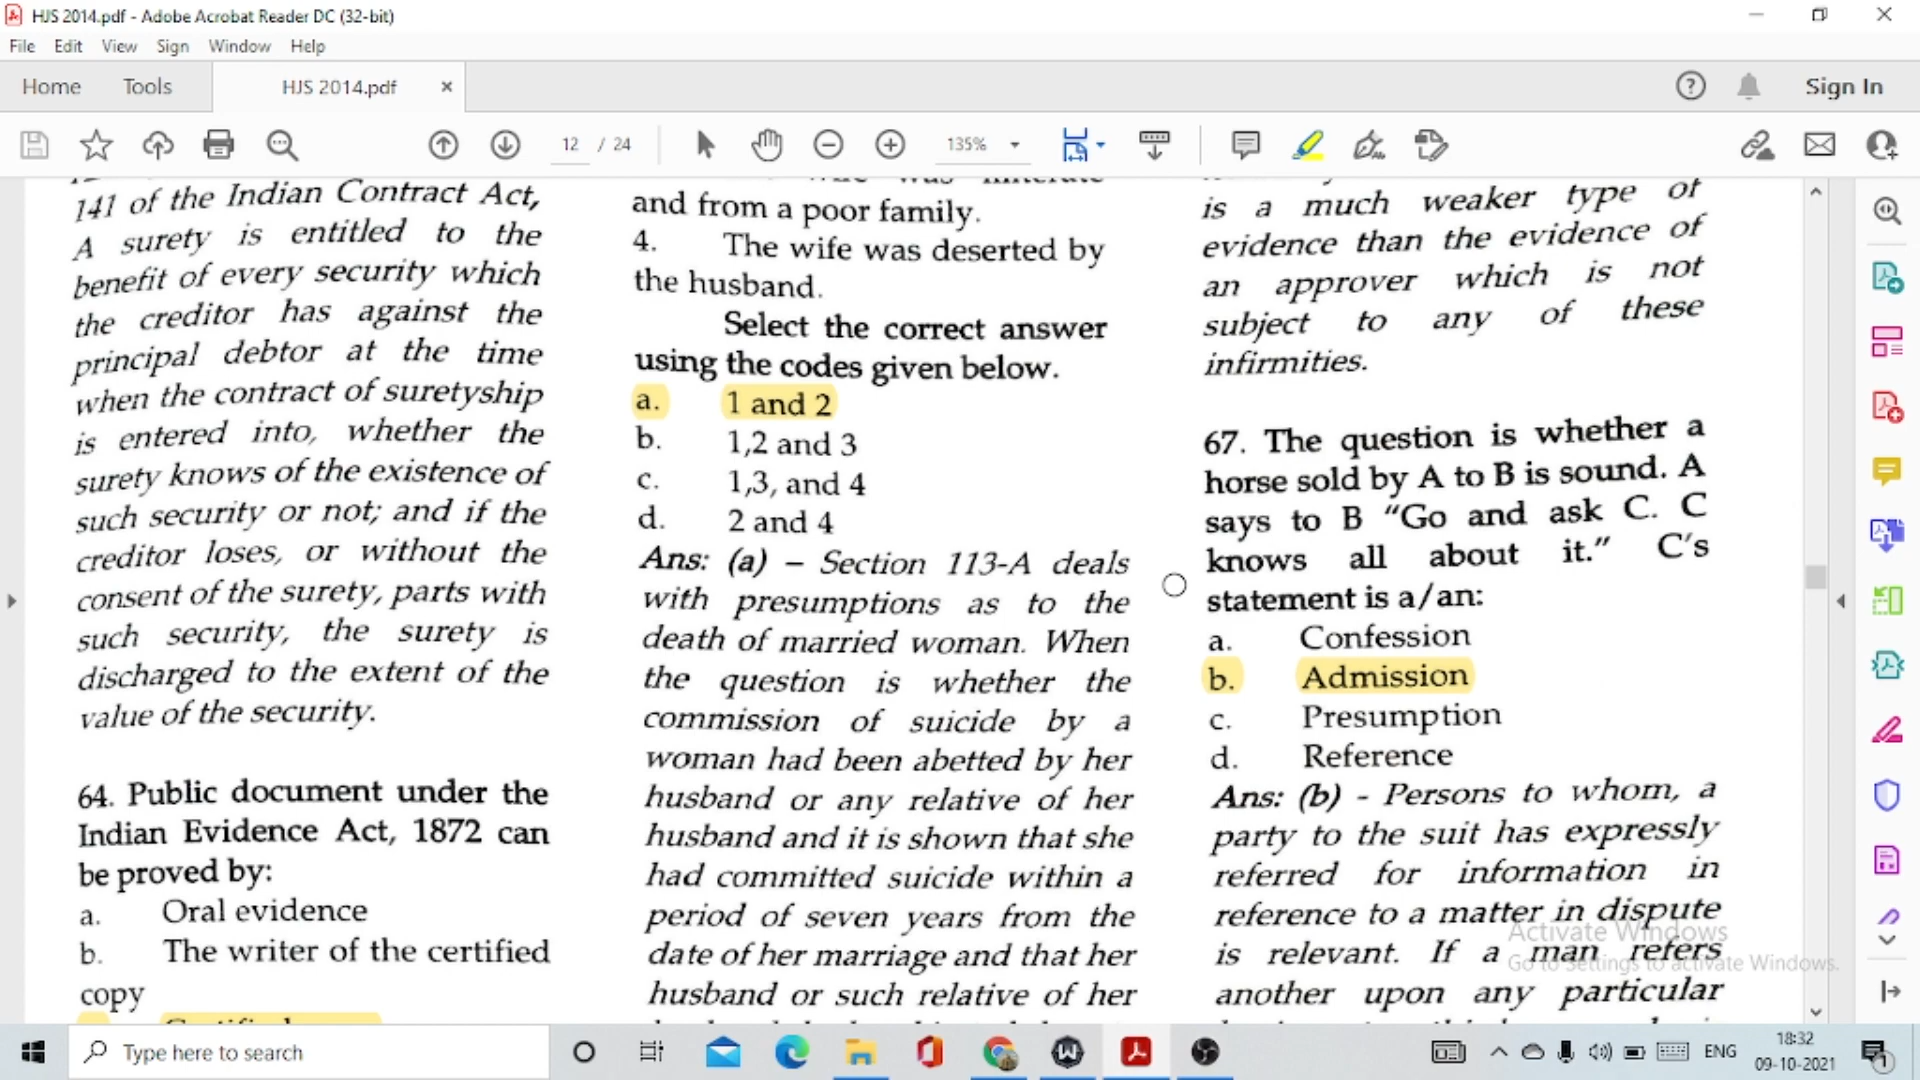 HJS 2014.pdf - Adobe Acrobat Reader DC (32-bit)
File Edit View Sign Window Help
Home Tools HJS 2014.pdf × Sign In
12 / 24 135%
141 of the Indian Contract Act,
A surety is entitled to the
benefit of every security which
the creditor has against the
principal debtor at the time
when the contract of suretyship
is entered into, whether the
surety knows of the existence of
such security or not; and if the
creditor loses, or without the
consent of the surety, parts with
such security, the surety is
discharged to the extent of the
value of the security.
64. Public document under the
Indian Evidence Act, 1872 can
be proved by:
a. Oral evidence
b. The writer of the certified
copy
and from a poor family.
4. The wife was deserted by
the husband.
Select the correct answer
using the codes given below.
a. 1 and 2
b. 1,2 and 3
c. 1,3, and 4
d. 2 and 4
Ans: (a) – Section 113-A deals
with presumptions as to the
death of married woman. When
the question is whether the
commission of suicide by a
woman had been abetted by her
husband or any relative of her
husband and it is shown that she
had committed suicide within a
period of seven years from the
date of her marriage and that her
husband or such relative of her
is a much weaker type of
evidence than the evidence of
an approver which is not
subject to any of these
infirmities.
67. The question is whether a
horse sold by A to B is sound. A
says to B “Go and ask C. C
knows all about it.” C’s
statement is a/an:
a. Confession
b. Admission
c. Presumption
d. Reference
Ans: (b) - Persons to whom, a
party to the suit has expressly
referred for information in
reference to a matter in dispute
is relevant. If a man refers
another upon any particular
Activate Windows
Go to Settings to activate Windows.
Type here to search
ENG
18:32
09-10-2021
1